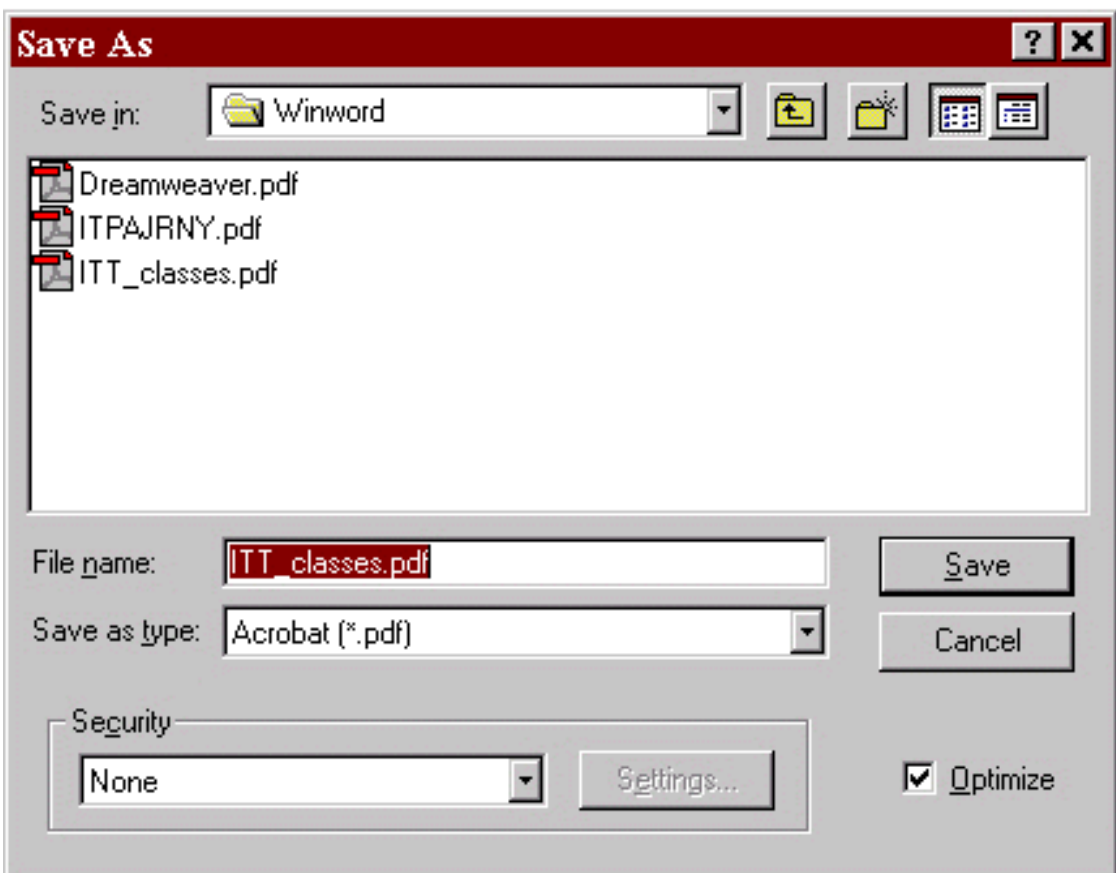 Save As
Save in: Winword
Dreamweaver.pdf
ITPAJRNY.pdf
ITT_classes.pdf
File name: ITT_classes.pdf Save
Save as type: Acrobat (*.pdf) Cancel
Security
None Settings... Optimize